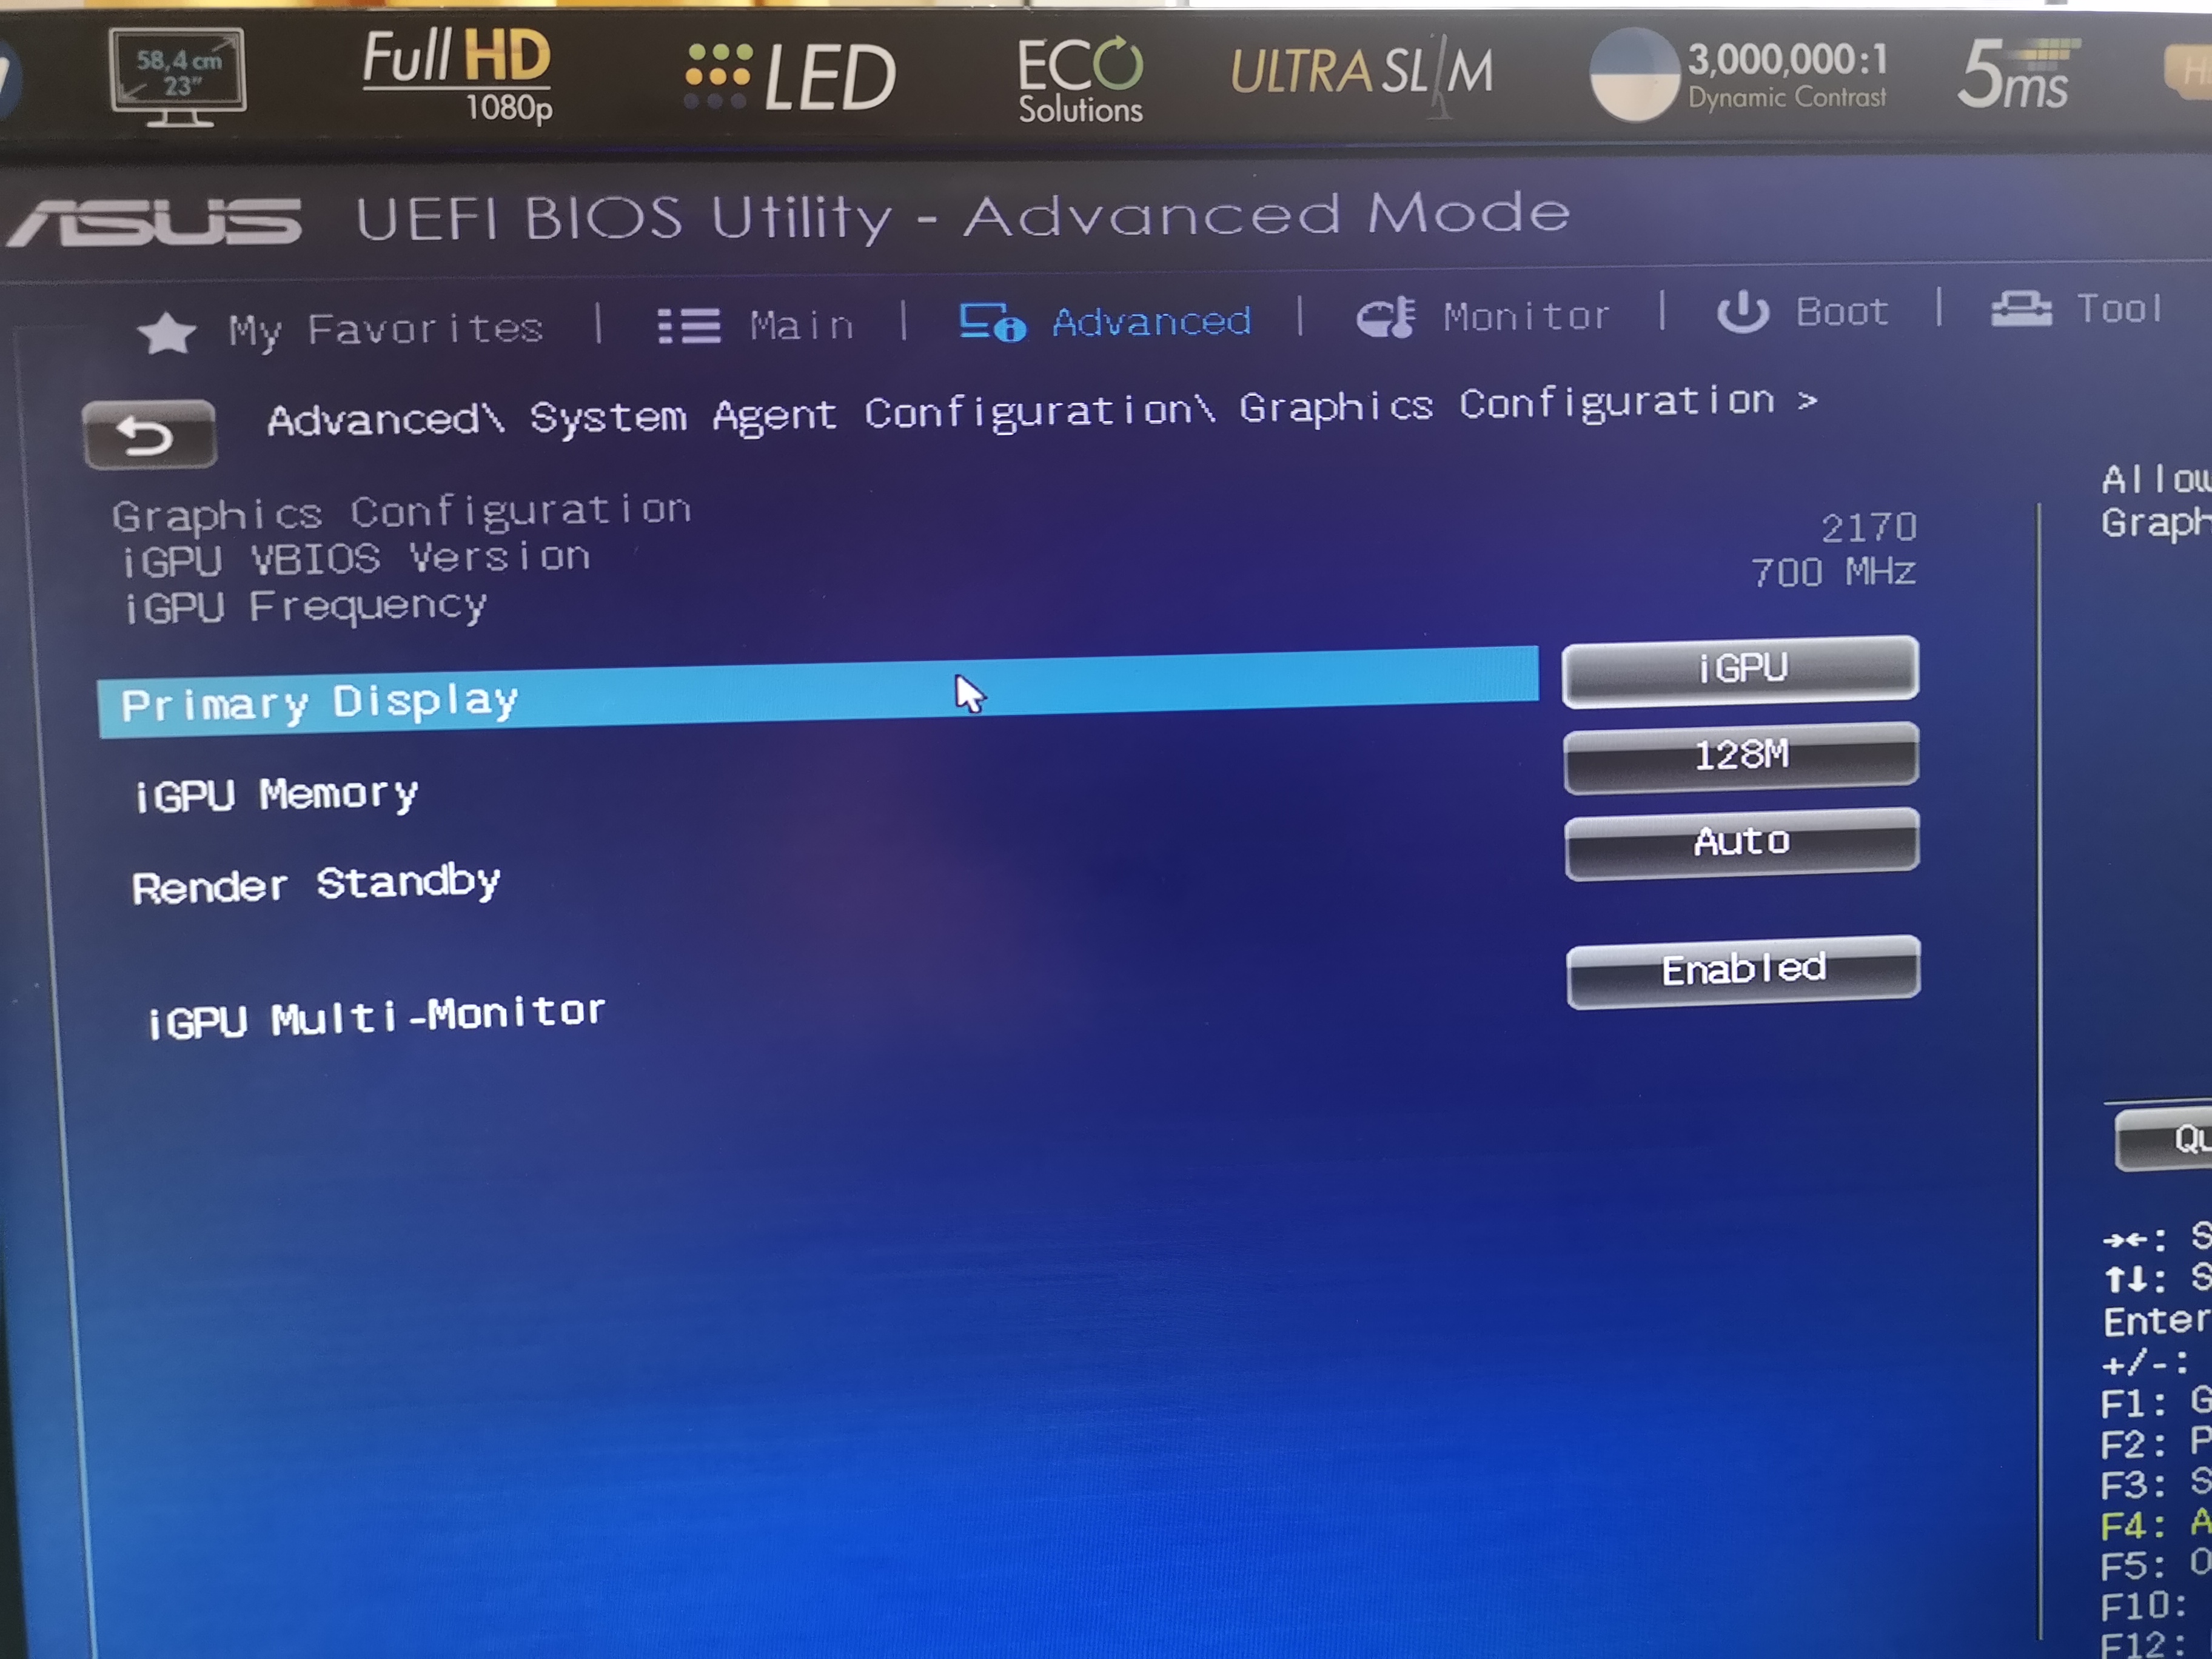 58,4 cm
23"
Full HD
1080p
LED
ECO
Solutions
ULTRA SLIM
3,000,000:1
Dynamic Contrast
5ms
ASUS UEFI BIOS Utility - Advanced Mode
My Favorites | Main | Advanced | Monitor | Boot | Tool
Advanced\ System Agent Configuration\ Graphics Configuration >
Graphics Configuration
iGPU VBIOS Version 2170
iGPU Frequency 700 MHz
Primary Display iGPU
iGPU Memory 128M
Render Standby Auto
iGPU Multi-Monitor Enabled
→←: S
↑↓: S
Enter
+/-:
F1: G
F2: P
F3: S
F4: A
F5: O
F10:
F12: